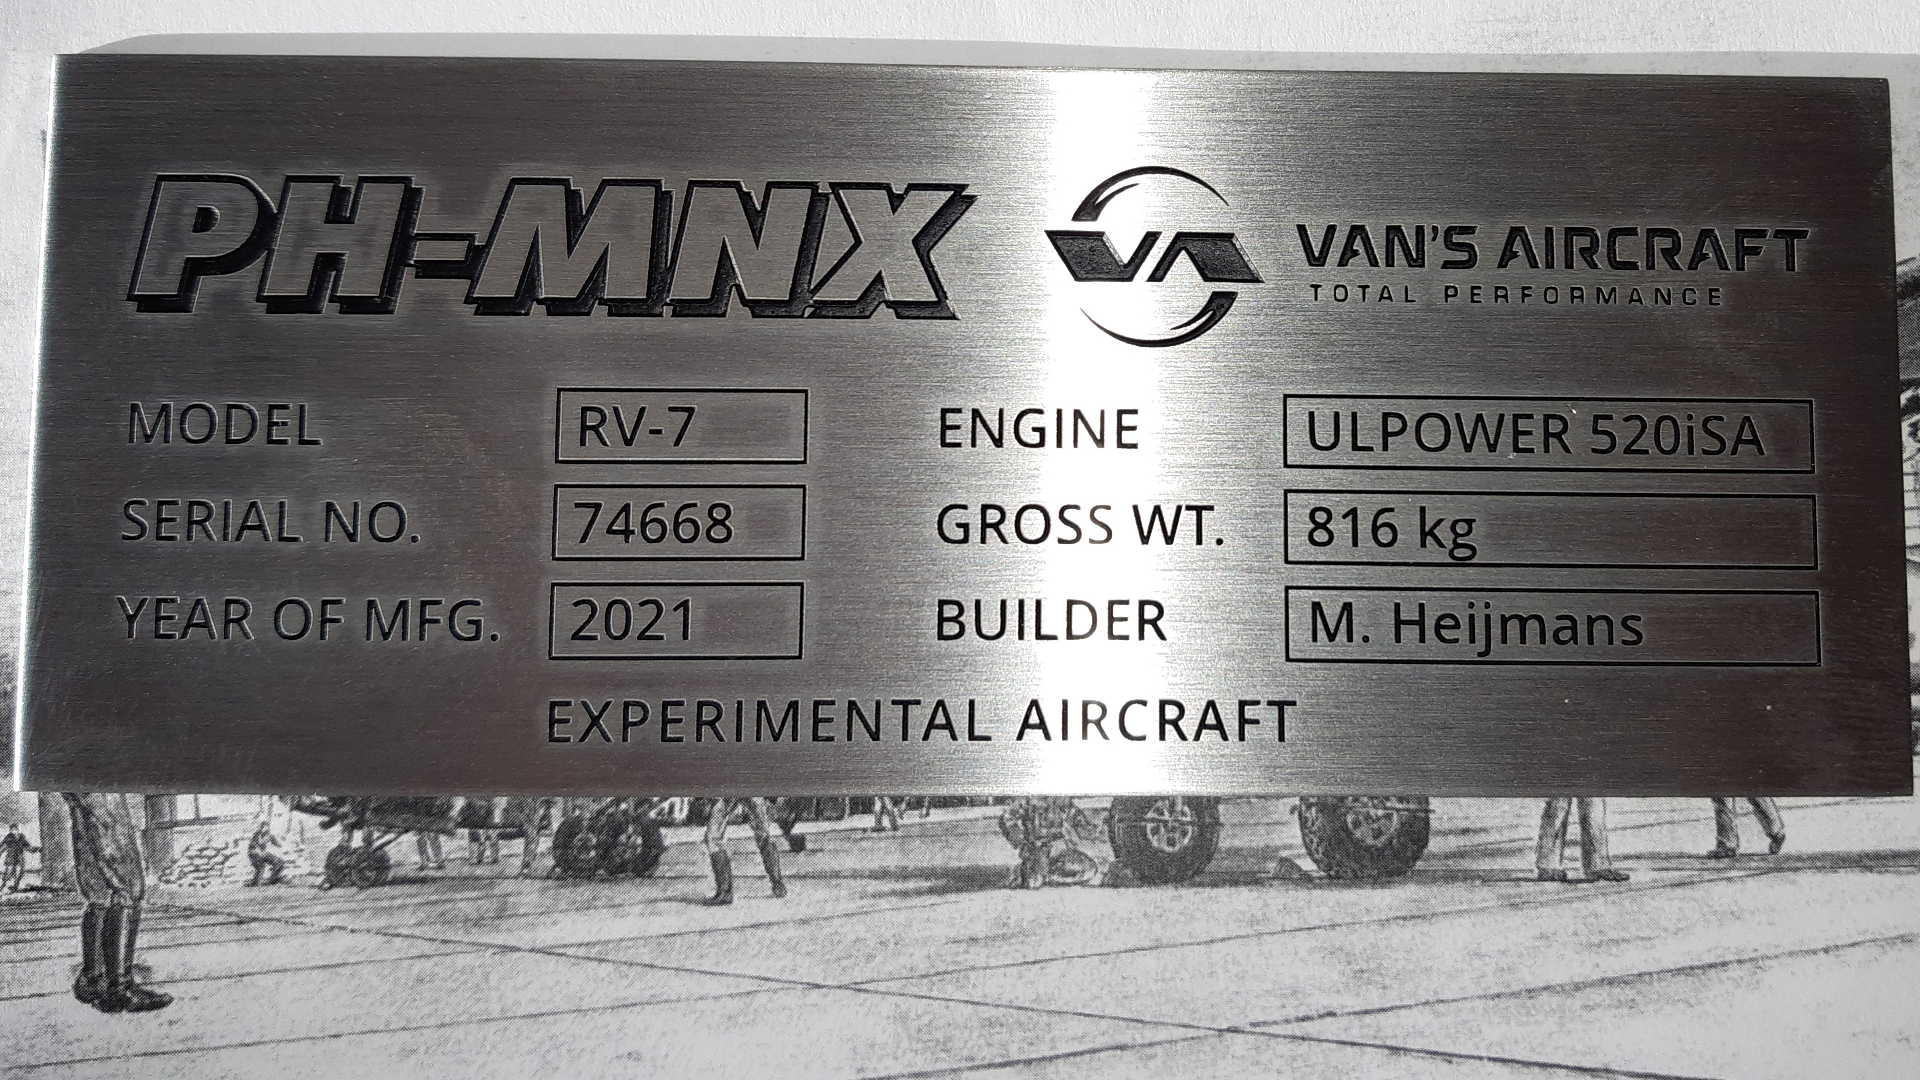 PH-MNX
VA VAN'S AIRCRAFT
TOTAL PERFORMANCE
MODEL RV-7 ENGINE ULPOWER 520iSA
SERIAL NO. 74668 GROSS WT. 816 kg
YEAR OF MFG. 2021 BUILDER M. Heijmans
EXPERIMENTAL AIRCRAFT